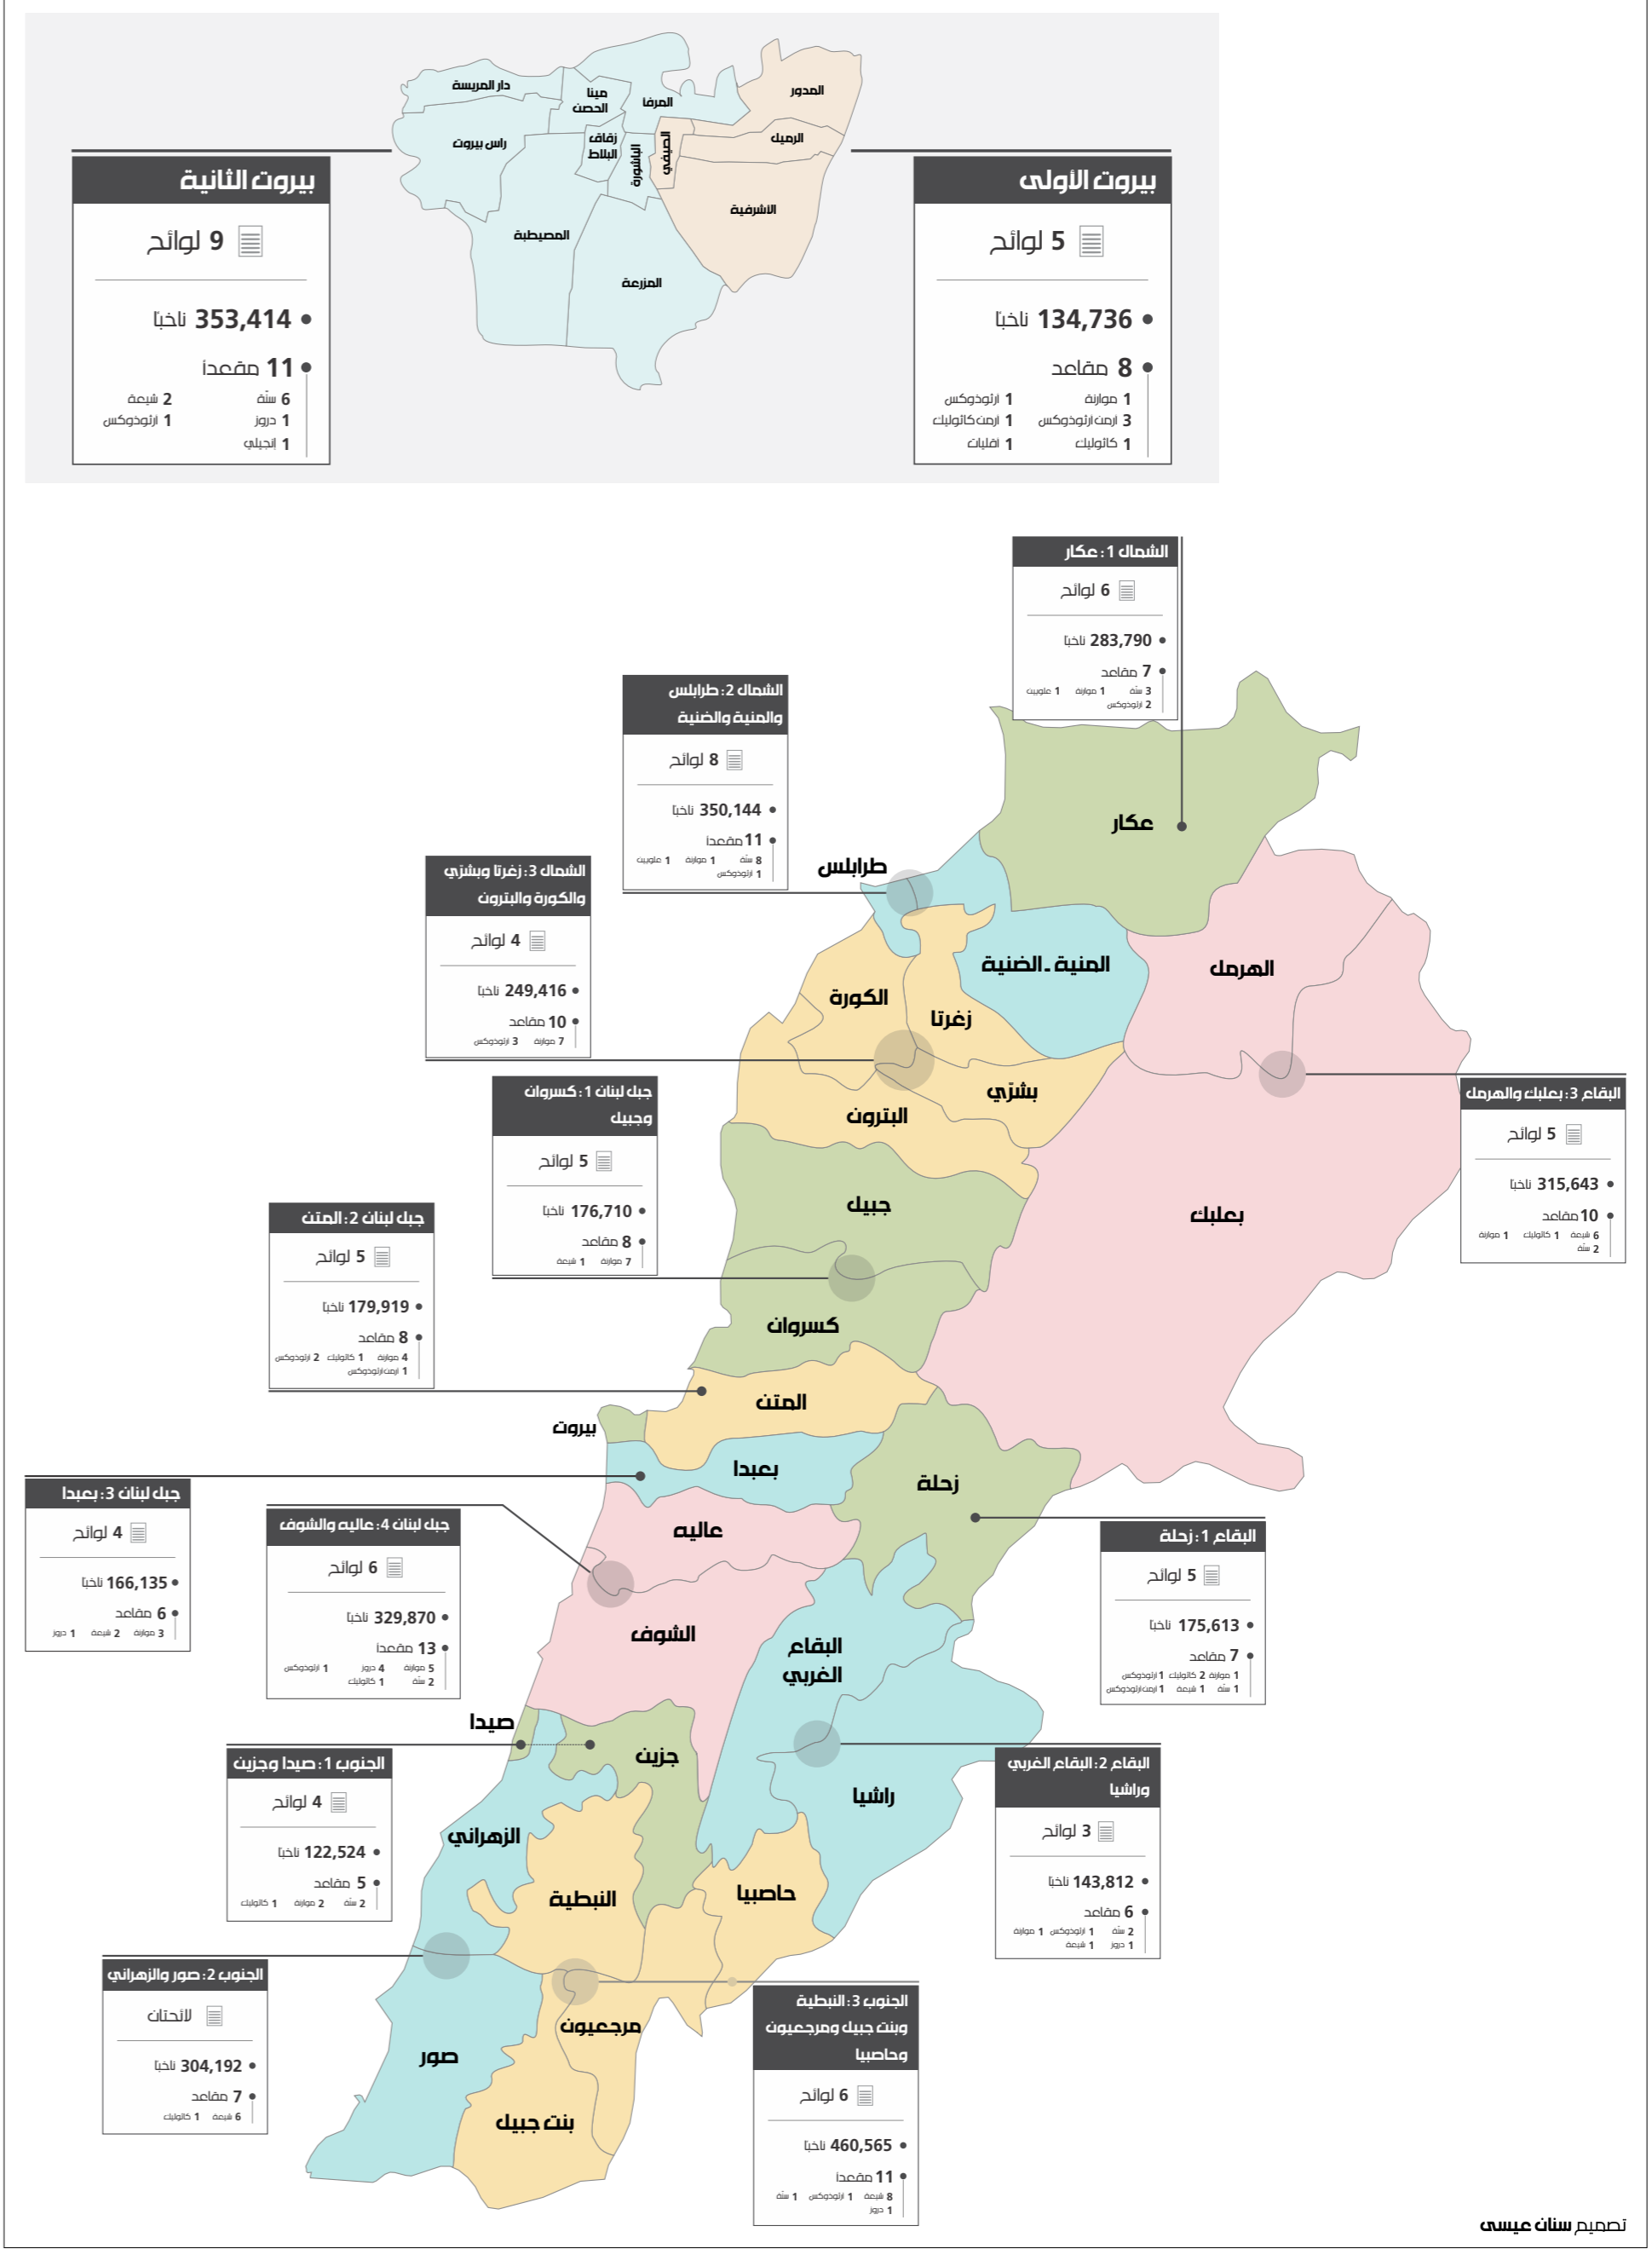 دار المريسة
مينا
الحصن
المرفأ
المدور
راس بيروت
زقاق
البلاط
الباشورة
الصيفي
الرميل
الاشرفية
المصيطبة
المزرعة
بيروت الأولى
5 لوائح
134,736 ناخبًا
8 مقاعد
1 موارنة 1 ارثوذوكس
3 ارمن ارثوذوكس 1 ارمن كاثوليك
1 كاثوليك 1 اقليات
بيروت الثانية
9 لوائح
353,414 ناخبًا
11 مقعدًا
6 سنّة 2 شيعة
1 دروز 1 ارثوذوكس
1 إنجيلي
الشمال 1: عكار
6 لوائح
283,790 ناخبًا
7 مقاعد
3 سنّة 1 موارنة 1 علويين
2 ارثوذوكس
الشمال 2: طرابلس
والمنية والضنية
8 لوائح
350,144 ناخبًا
11 مقعدًا
8 سنّة 1 موارنة 1 علويين
1 ارثوذوكس
الشمال 3: زغرتا وبشرّي
والكورة والبترون
4 لوائح
249,416 ناخبًا
10 مقاعد
7 موارنة 3 ارثوذوكس
جبل لبنان 1: كسروان
وجبيل
5 لوائح
176,710 ناخبًا
8 مقاعد
7 موارنة 1 شيعة
البقاع 3: بعلبك والهرمل
5 لوائح
315,643 ناخبًا
10 مقاعد
6 شيعة 1 كاثوليك 1 موارنة
2 سنّة
جبل لبنان 2: المتن
5 لوائح
179,919 ناخبًا
8 مقاعد
4 موارنة 1 كاثوليك 2 ارثوذوكس
1 ارمن ارثوذوكس
عكار
طرابلس
المنية ـ الضنية
الهرمل
الكورة
زغرتا
بشرّي
البترون
جبيل
بعلبك
كسروان
المتن
بيروت
بعبدا
زحلة
عاليه
الشوف
البقاع
الغربي
صيدا
جزين
راشيا
الزهراني
النبطية
حاصبيا
مرجعيون
صور
بنت جبيل
جبل لبنان 3: بعبدا
4 لوائح
166,135 ناخبًا
6 مقاعد
3 موارنة 2 شيعة 1 دروز
جبل لبنان 4: عاليه والشوف
6 لوائح
329,870 ناخبًا
13 مقعدًا
5 موارنة 4 دروز 1 ارثوذوكس
2 سنّة 1 كاثوليك
البقاع 1: زحلة
5 لوائح
175,613 ناخبًا
7 مقاعد
1 موارنة 2 كاثوليك 1 ارثوذوكس
1 سنّة 1 شيعة 1 ارمن ارثوذوكس
الجنوب 1: صيدا وجزين
4 لوائح
122,524 ناخبًا
5 مقاعد
2 سنّة 2 موارنة 1 كاثوليك
البقاع 2: البقاع الغربي
وراشيا
3 لوائح
143,812 ناخبًا
6 مقاعد
2 سنّة 1 ارثوذوكس 1 موارنة
1 دروز 1 شيعة
الجنوب 2: صور والزهراني
لائحتان
304,192 ناخبًا
7 مقاعد
6 شيعة 1 كاثوليك
الجنوب 3: النبطية
وبنت جبيل ومرجعيون
وحاصبيا
6 لوائح
460,565 ناخبًا
11 مقعدًا
8 شيعة 1 ارثوذوكس 1 سنّة
1 دروز
تصميم سنان عيسى